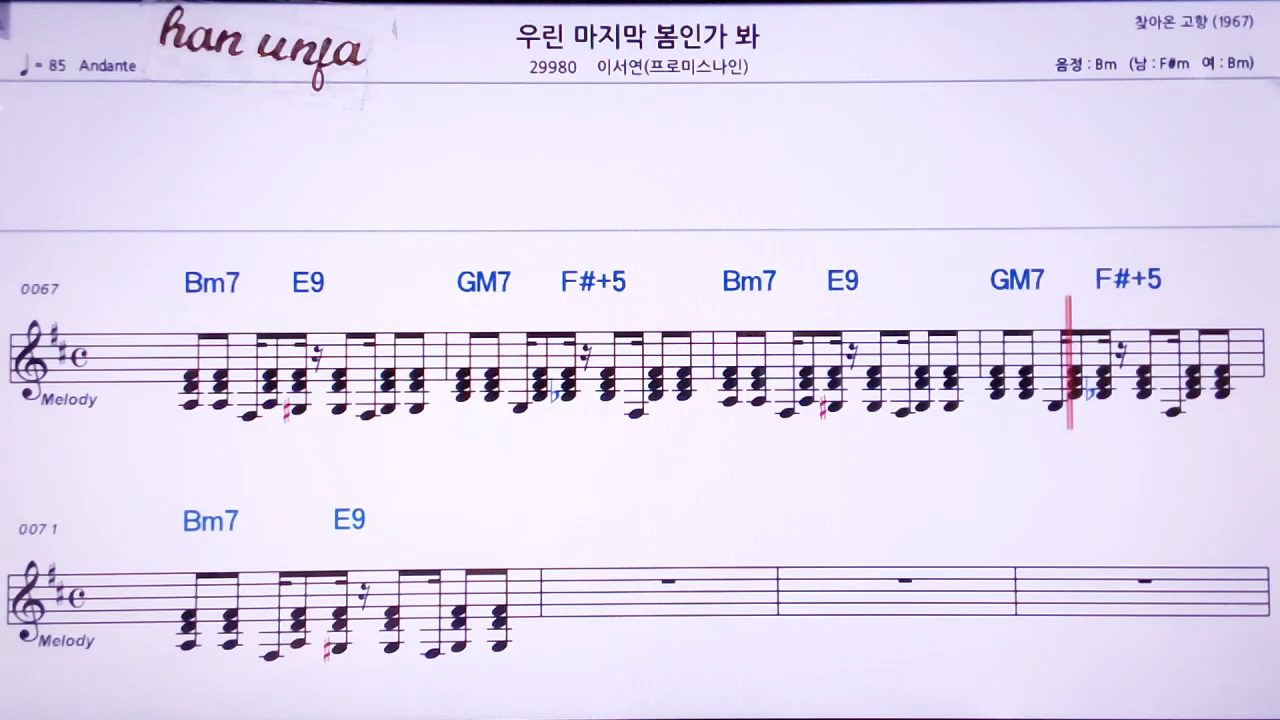 han unfa
우린 마지막 봄인가 봐
찾아온 고향 (1967)
♩= 85 Andante
29980 이서연(프로미스나인)
음정 : Bm (남 : F#m 여 : Bm)
0067 Bm7 E9 GM7 F#+5 Bm7 E9 GM7 F#+5
Melody
0071 Bm7 E9
Melody